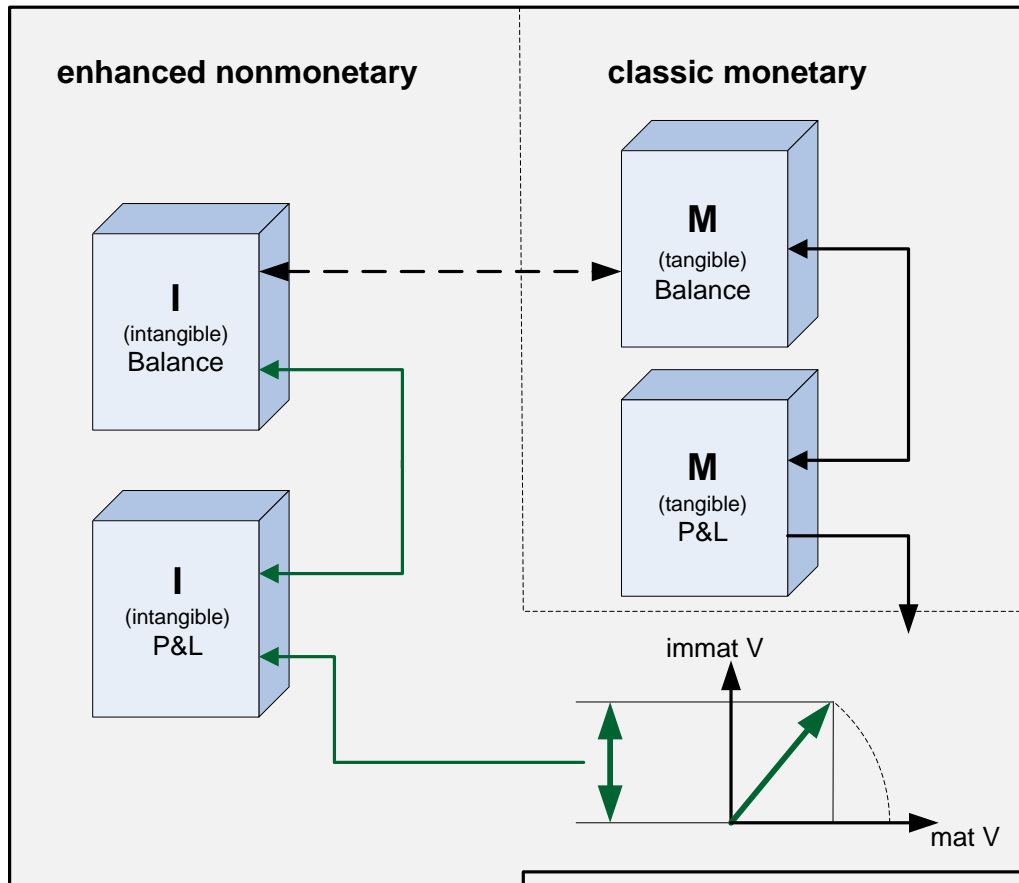 enhanced nonmonetary
classic monetary
I
(intangible)
Balance
I
(intangible)
P&L
M
(tangible)
Balance
M
(tangible)
P&L
immat V
mat V